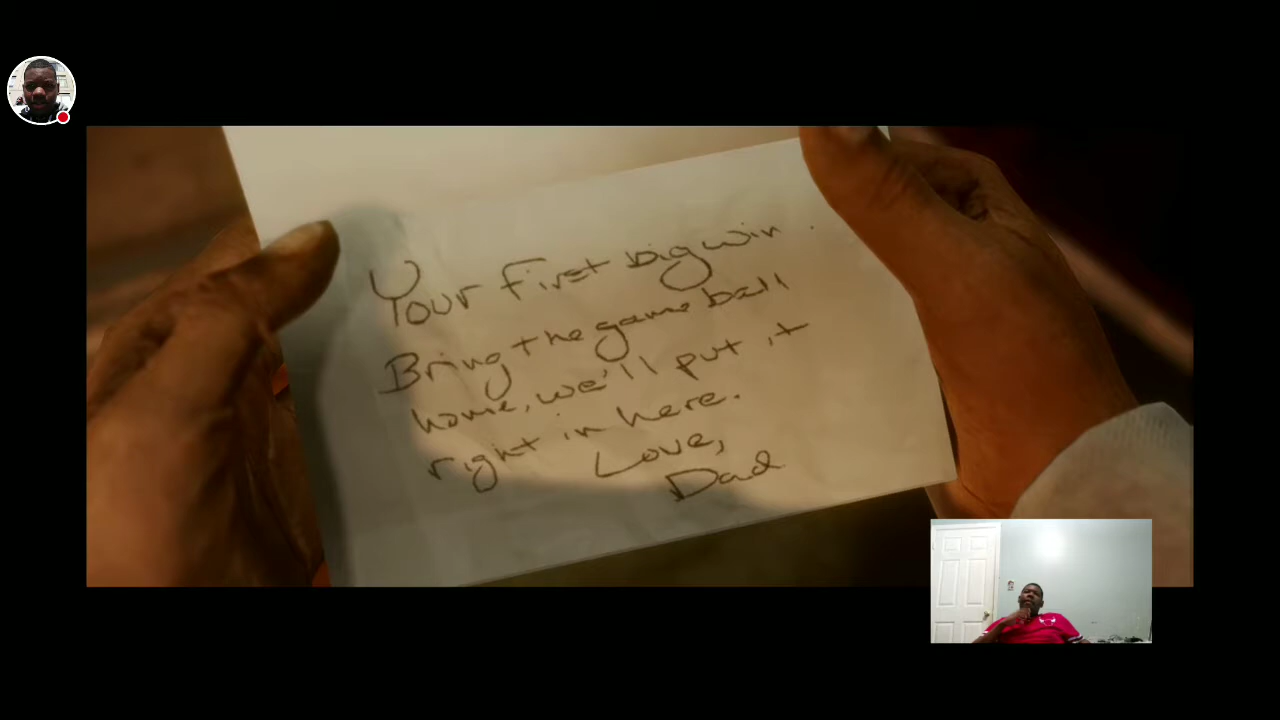 Your first big win.
Bring the game ball
home, we'll put it
right in here.
Love,
Dad